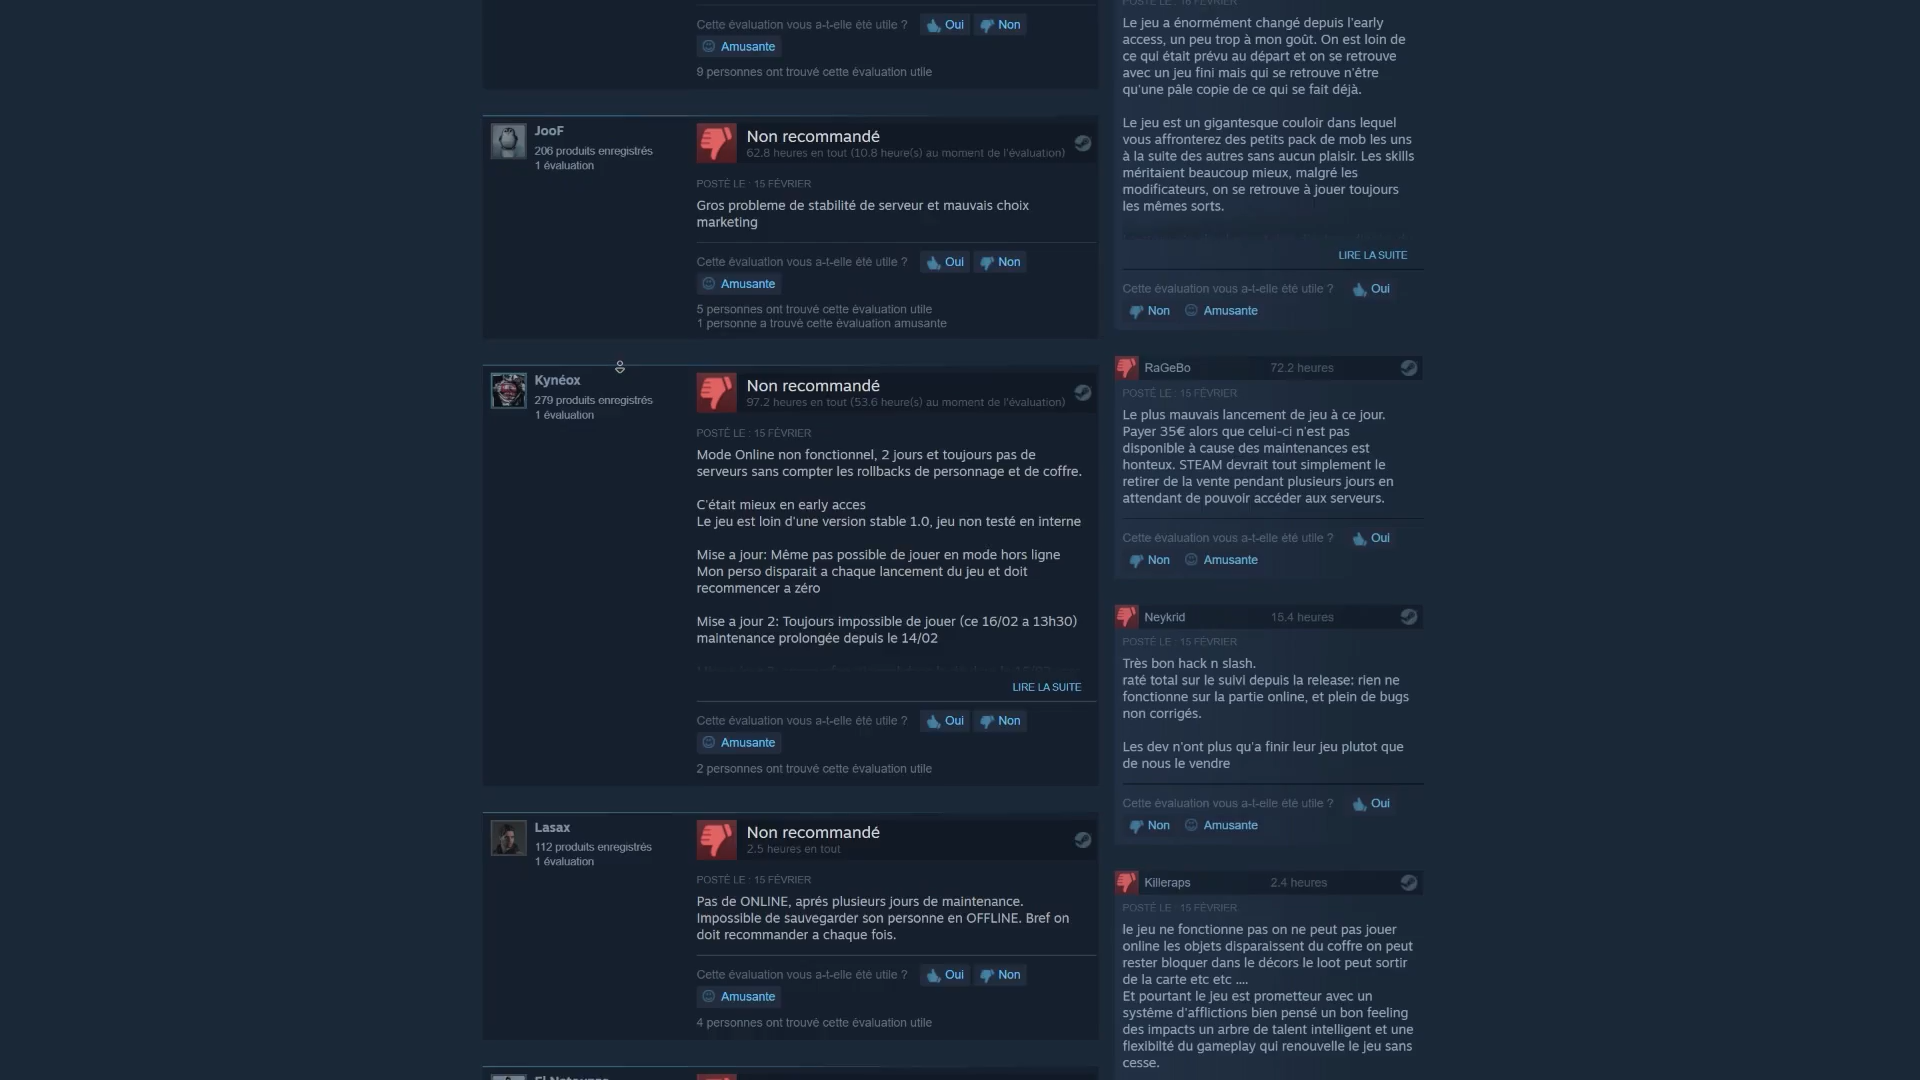 Cette évaluation vous a-t-elle été utile ? Oui Non
Amusante
9 personnes ont trouvé cette évaluation utile
JooF
206 produits enregistrés
1 évaluation
Non recommandé
62.8 heures en tout (10.8 heure(s) au moment de l'évaluation)
POSTÉ LE : 15 FÉVRIER
Gros probleme de stabilité de serveur et mauvais choix
marketing
Cette évaluation vous a-t-elle été utile ? Oui Non
Amusante
5 personnes ont trouvé cette évaluation utile
1 personne a trouvé cette évaluation amusante
Kynéox
279 produits enregistrés
1 évaluation
Non recommandé
97.2 heures en tout (53.6 heure(s) au moment de l'évaluation)
POSTÉ LE : 15 FÉVRIER
Mode Online non fonctionnel, 2 jours et toujours pas de
serveurs sans compter les rollbacks de personnage et de coffre.
C'était mieux en early acces
Le jeu est loin d'une version stable 1.0, jeu non testé en interne
Mise a jour: Même pas possible de jouer en mode hors ligne
Mon perso disparait a chaque lancement du jeu et doit
recommencer a zéro
Mise a jour 2: Toujours impossible de jouer (ce 16/02 a 13h30)
maintenance prolongée depuis le 14/02
LIRE LA SUITE
Cette évaluation vous a-t-elle été utile ? Oui Non
Amusante
2 personnes ont trouvé cette évaluation utile
Lasax
112 produits enregistrés
1 évaluation
Non recommandé
2.5 heures en tout
POSTÉ LE : 15 FÉVRIER
Pas de ONLINE, aprés plusieurs jours de maintenance.
Impossible de sauvegarder son personne en OFFLINE. Bref on
doit recommander a chaque fois.
Cette évaluation vous a-t-elle été utile ? Oui Non
Amusante
4 personnes ont trouvé cette évaluation utile
POSTÉ LE : 16 FÉVRIER
Le jeu a énormément changé depuis l'early
access, un peu trop à mon goût. On est loin de
ce qui était prévu au départ et on se retrouve
avec un jeu fini mais qui se retrouve n'être
qu'une pâle copie de ce qui se fait déjà.
Le jeu est un gigantesque couloir dans lequel
vous affronterez des petits pack de mob les uns
à la suite des autres sans aucun plaisir. Les skills
méritaient beaucoup mieux, malgré les
modificateurs, on se retrouve à jouer toujours
les mêmes sorts.
LIRE LA SUITE
Cette évaluation vous a-t-elle été utile ? Oui
Non Amusante
RaGeBo 72.2 heures
POSTÉ LE : 15 FÉVRIER
Le plus mauvais lancement de jeu à ce jour.
Payer 35€ alors que celui-ci n'est pas
disponible à cause des maintenances est
honteux. STEAM devrait tout simplement le
retirer de la vente pendant plusieurs jours en
attendant de pouvoir accéder aux serveurs.
Cette évaluation vous a-t-elle été utile ? Oui
Non Amusante
Neykrid 15.4 heures
POSTÉ LE : 15 FÉVRIER
Très bon hack n slash.
raté total sur le suivi depuis la release: rien ne
fonctionne sur la partie online, et plein de bugs
non corrigés.
Les dev n'ont plus qu'a finir leur jeu plutot que
de nous le vendre
Cette évaluation vous a-t-elle été utile ? Oui
Non Amusante
Killeraps 2.4 heures
POSTÉ LE : 15 FÉVRIER
le jeu ne fonctionne pas on ne peut pas jouer
online les objets disparaissent du coffre on peut
rester bloquer dans le décors le loot peut sortir
de la carte etc etc ....
Et pourtant le jeu est prometteur avec un
systême d'afflictions bien pensé un bon feeling
des impacts un arbre de talent intelligent et une
flexibilté du gameplay qui renouvelle le jeu sans
cesse.